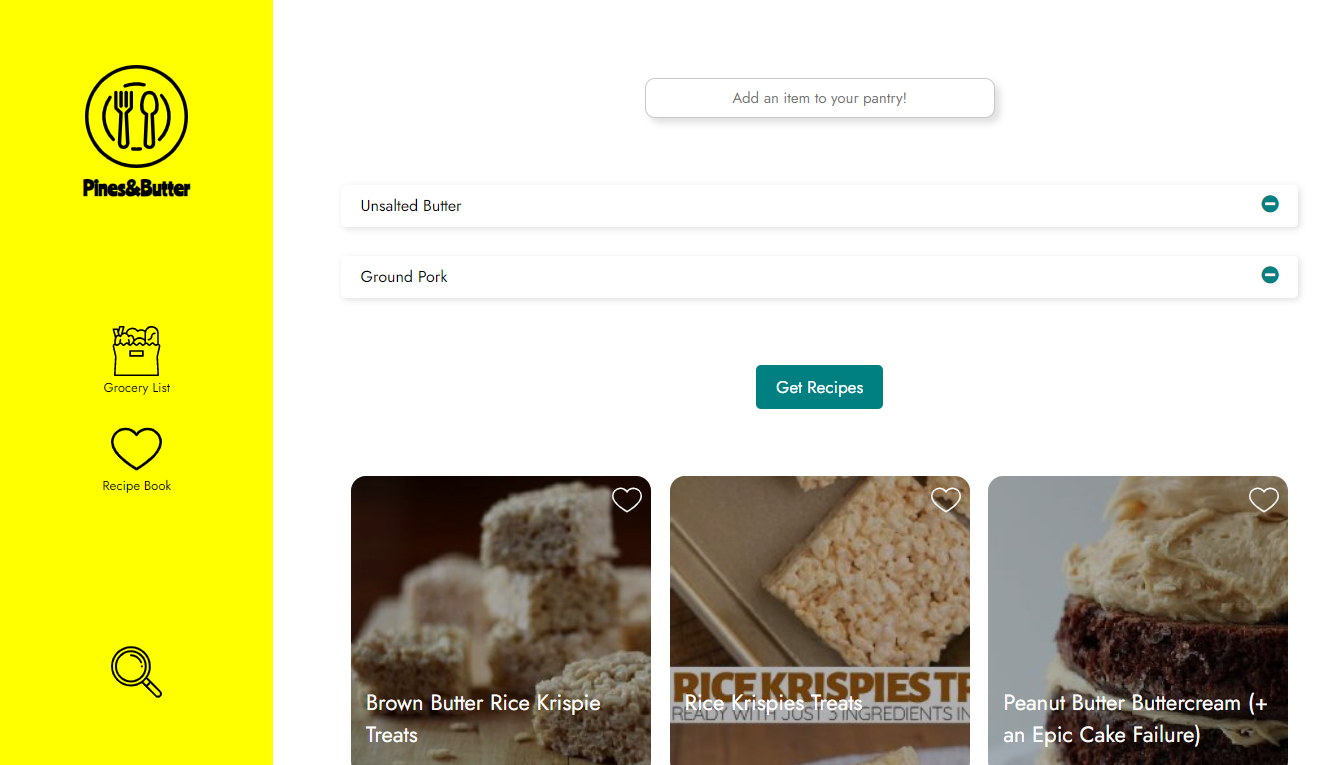 Pines&Butter
Grocery List
Recipe Book
Add an item to your pantry!
Unsalted Butter
Ground Pork
Get Recipes
Brown Butter Rice Krispie
Treats
RICE KRISPIES TR
READY WITH JUST 3 INGREDIENTS IN
Rice Krispies Treats
Peanut Butter Buttercream (+
an Epic Cake Failure)